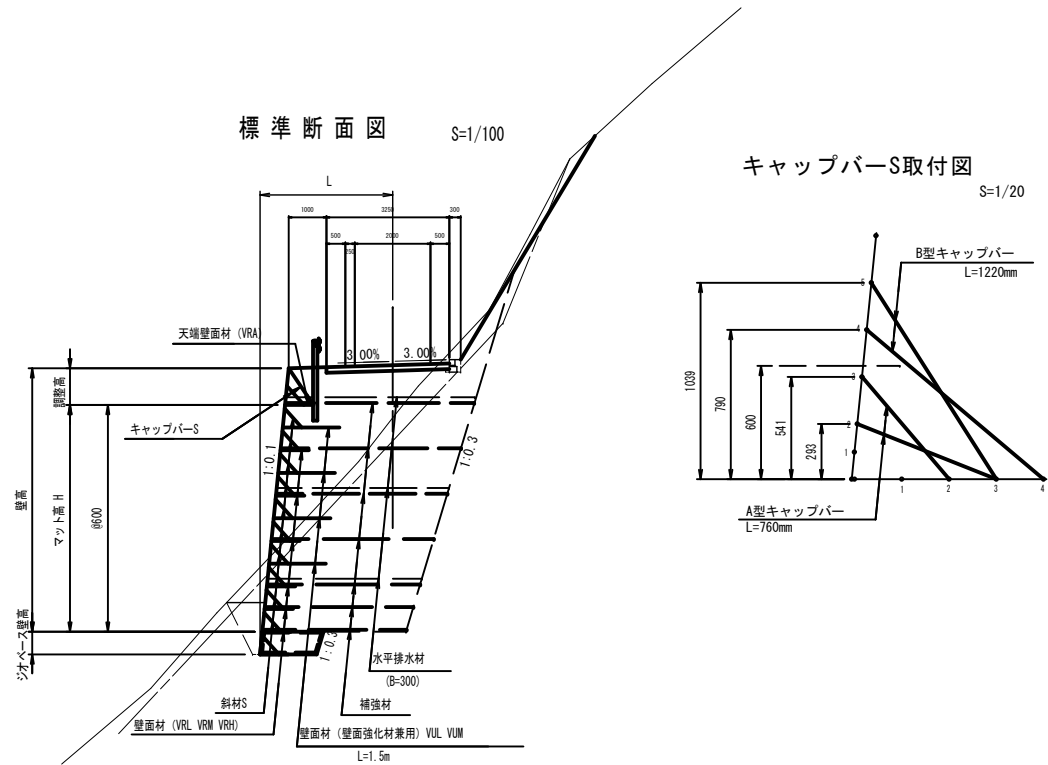 標準断面図
S=1/100
L
1000
3250
300
500
250
2000
500
天端壁面材 (VRA)
3.00%
3.00%
調整高
キャップバーS
1:0.1
1:0.3
壁高
マット高 H
@600
ジオベース壁高
1:0.3
水平排水材
(B=300)
斜材S
補強材
壁面材 (VRL VRM VRH)
壁面材 (壁面強化材兼用) VUL VUM
L=1.5m
キャップバーS取付図
S=1/20
B型キャップバー
L=1220mm
5
4
3
2
1
1039
790
600
541
293
1
2
3
4
A型キャップバー
L=760mm